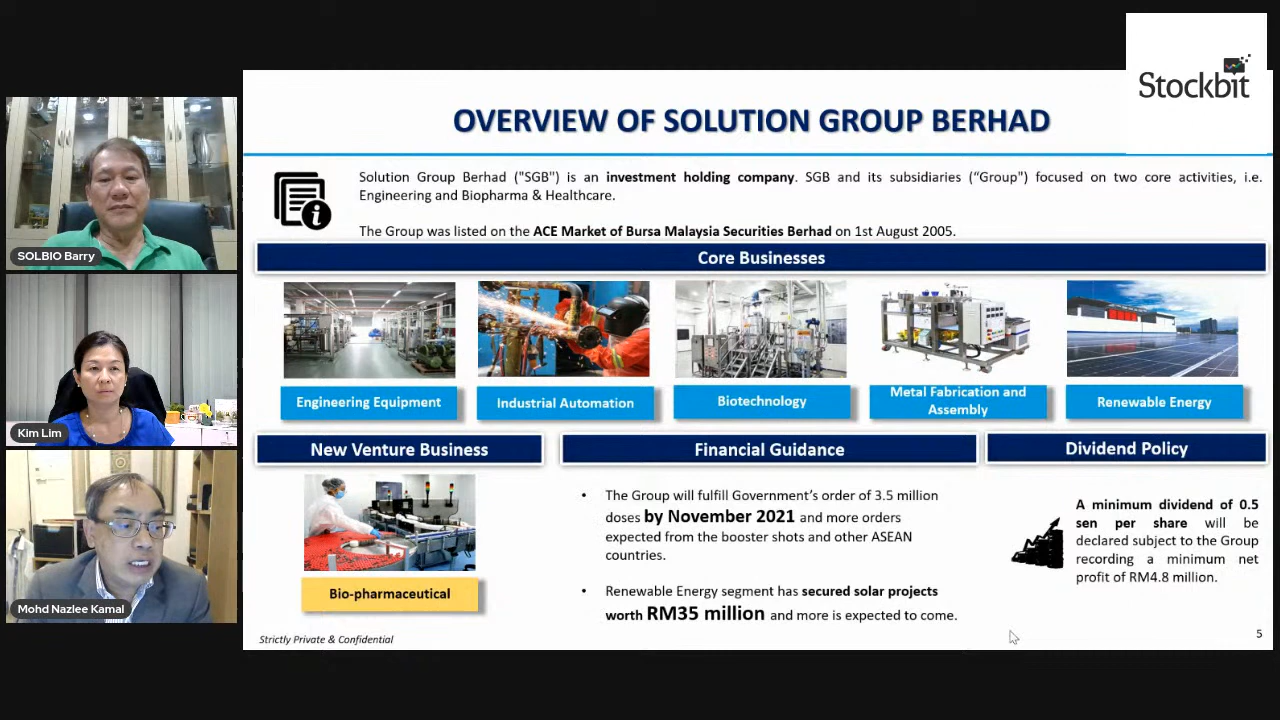 Stockbit
OVERVIEW OF SOLUTION GROUP BERHAD
Solution Group Berhad ("SGB") is an investment holding company. SGB and its subsidiaries (“Group") focused on two core activities, i.e.
Engineering and Biopharma & Healthcare.
The Group was listed on the ACE Market of Bursa Malaysia Securities Berhad on 1st August 2005.
Core Businesses
Engineering Equipment
Industrial Automation
Biotechnology
Metal Fabrication and
Assembly
Renewable Energy
New Venture Business
Bio-pharmaceutical
Financial Guidance
• The Group will fulfill Government’s order of 3.5 million
doses by November 2021 and more orders
expected from the booster shots and other ASEAN
countries.
• Renewable Energy segment has secured solar projects
worth RM35 million and more is expected to come.
Dividend Policy
A minimum dividend of 0.5
sen per share will be
declared subject to the Group
recording a minimum net
profit of RM4.8 million.
Strictly Private & Confidential
5
SOLBIO Barry
Kim Lim
Mohd Nazlee Kamal